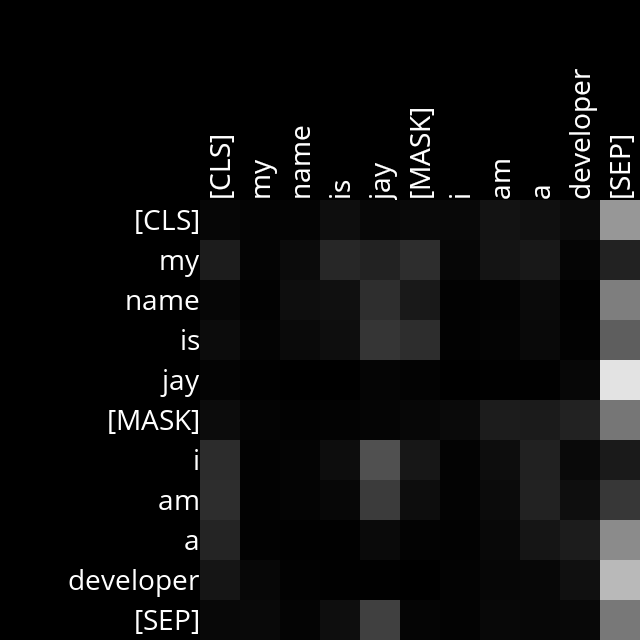 [CLS]
my
name
is
jay
[MASK]
i
am
a
developer
[SEP]
[CLS]
my
name
is
jay
[MASK]
i
am
a
developer
[SEP]